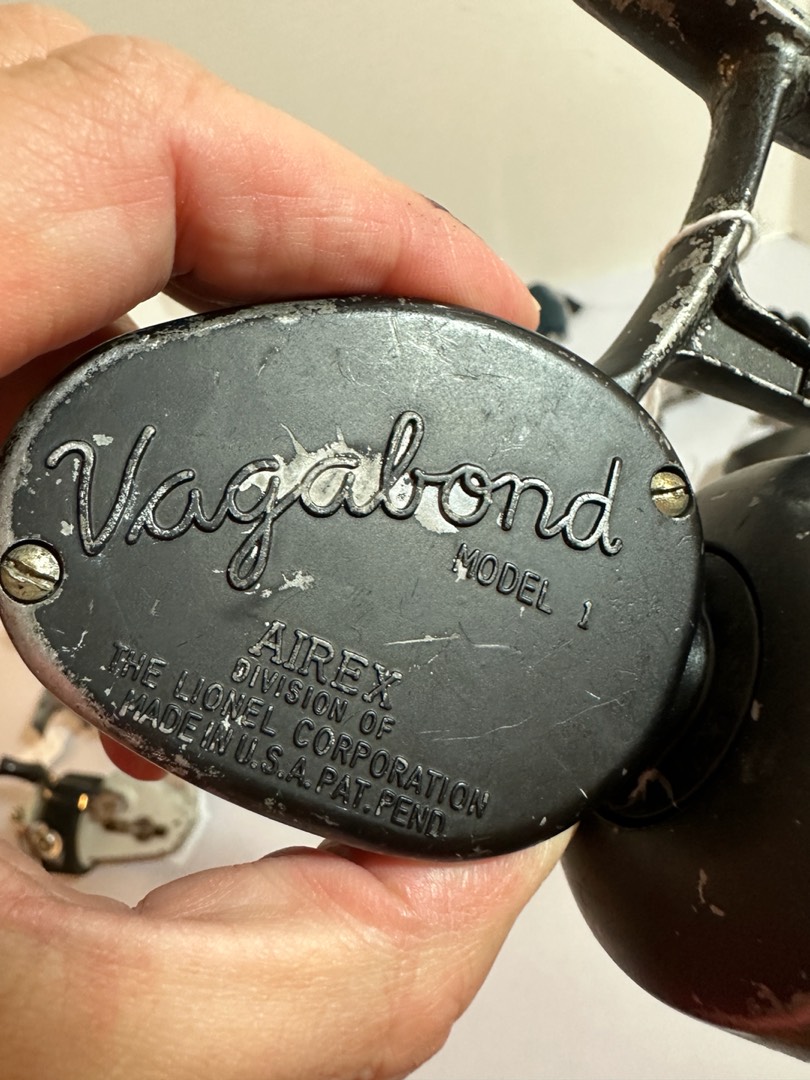 Vagabond
MODEL 1
AIREX
DIVISION OF
THE LIONEL CORPORATION
MADE IN U.S.A. PAT. PEND.